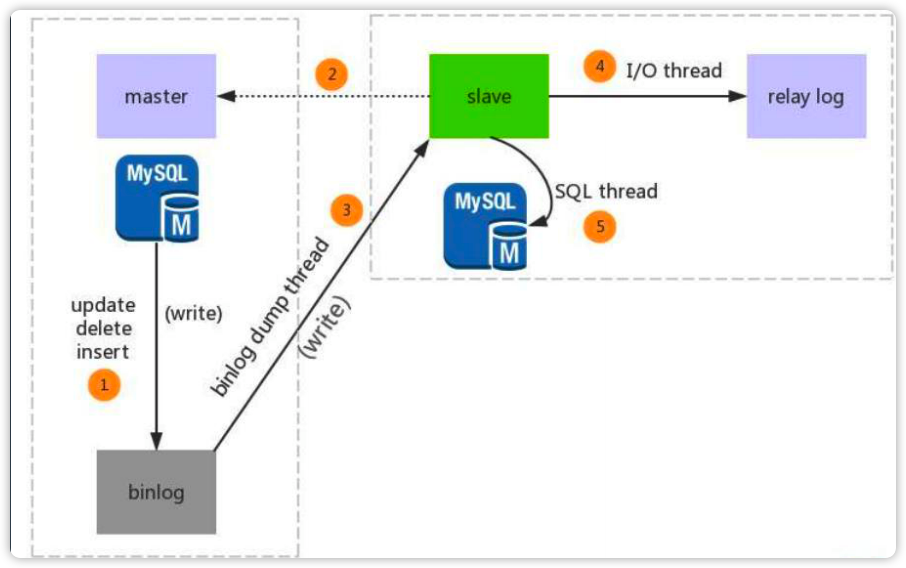 master
2
slave
4
I/O thread
relay log
MySQL
M
3
MySQL
M
SQL thread
5
update
delete
insert
(write)
1
binlog dump thread
(write)
binlog